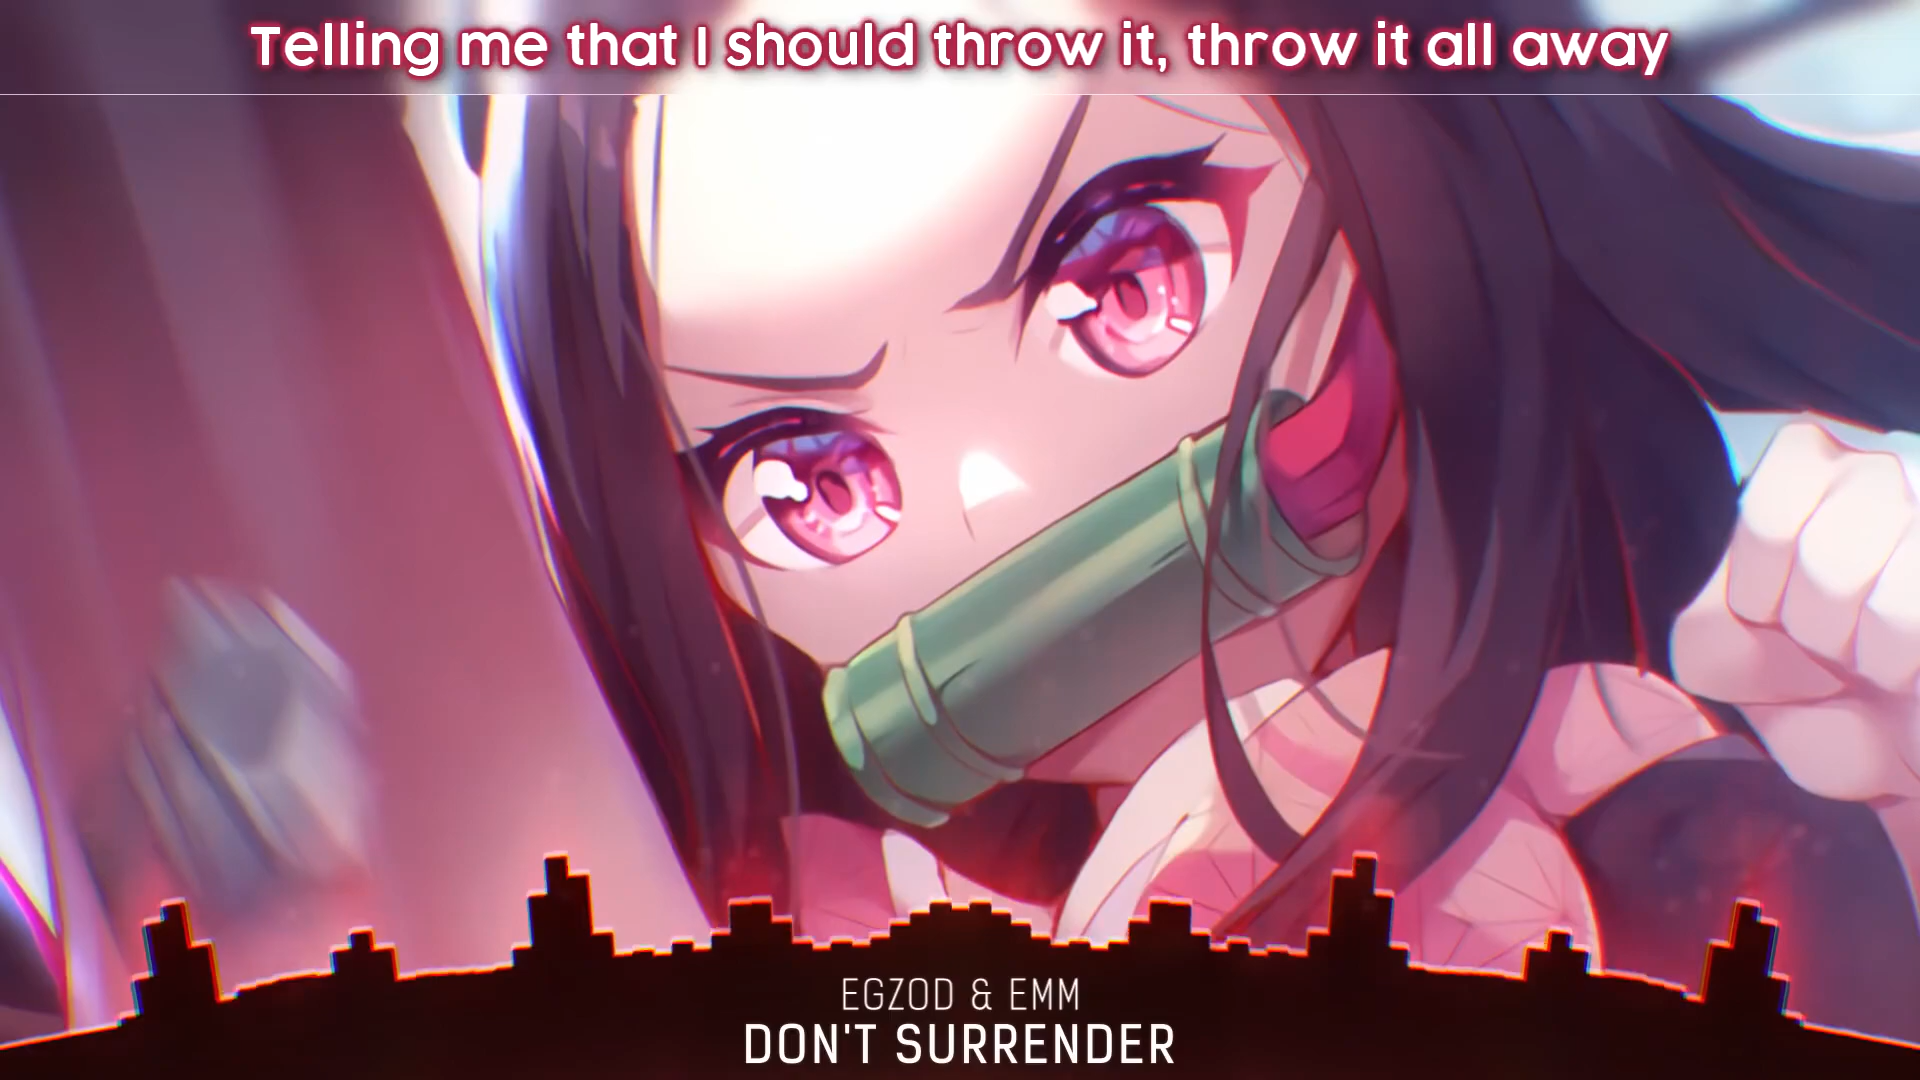 Telling me that I should throw it, throw it all away
EGZOD & EMM
DON'T SURRENDER